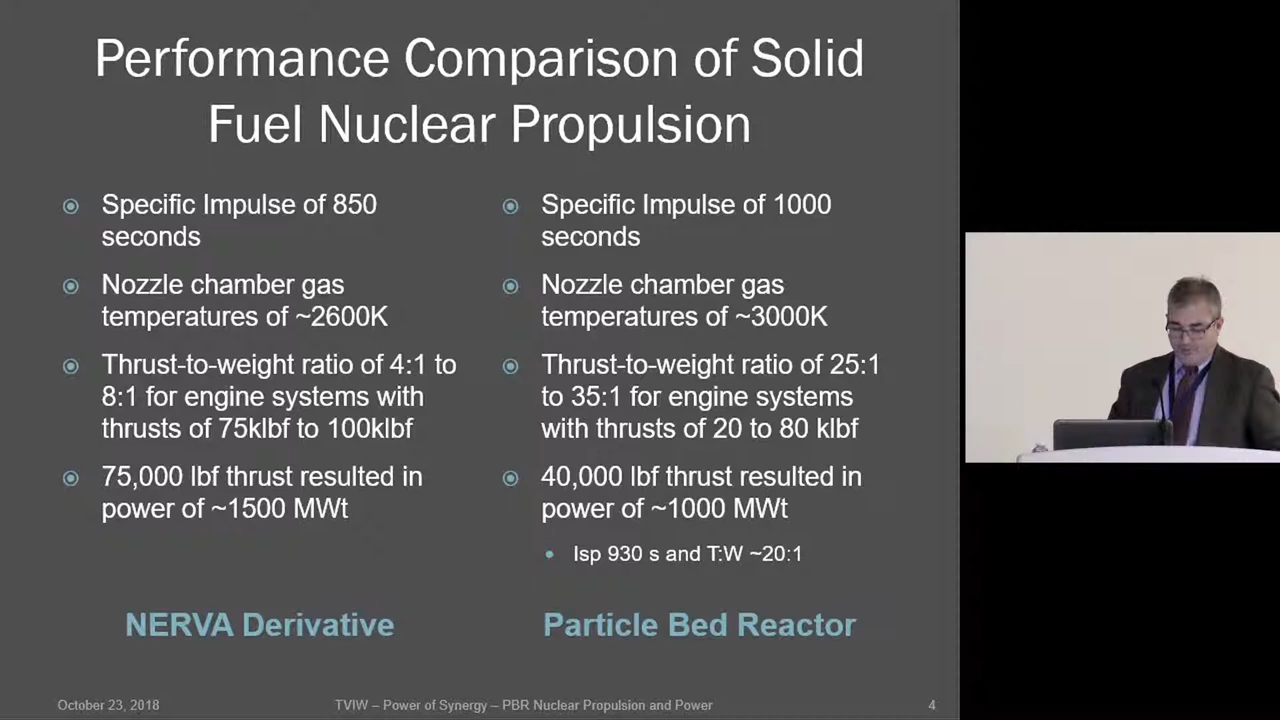 Performance Comparison of Solid
Fuel Nuclear Propulsion
Specific Impulse of 850
seconds
Nozzle chamber gas
temperatures of ~2600K
Thrust-to-weight ratio of 4:1 to
8:1 for engine systems with
thrusts of 75klbf to 100klbf
75,000 lbf thrust resulted in
power of ~1500 MWt
NERVA Derivative
Specific Impulse of 1000
seconds
Nozzle chamber gas
temperatures of ~3000K
Thrust-to-weight ratio of 25:1
to 35:1 for engine systems
with thrusts of 20 to 80 klbf
40,000 lbf thrust resulted in
power of ~1000 MWt
Isp 930 s and T:W ~20:1
Particle Bed Reactor
October 23, 2018
TVIW – Power of Synergy – PBR Nuclear Propulsion and Power
4